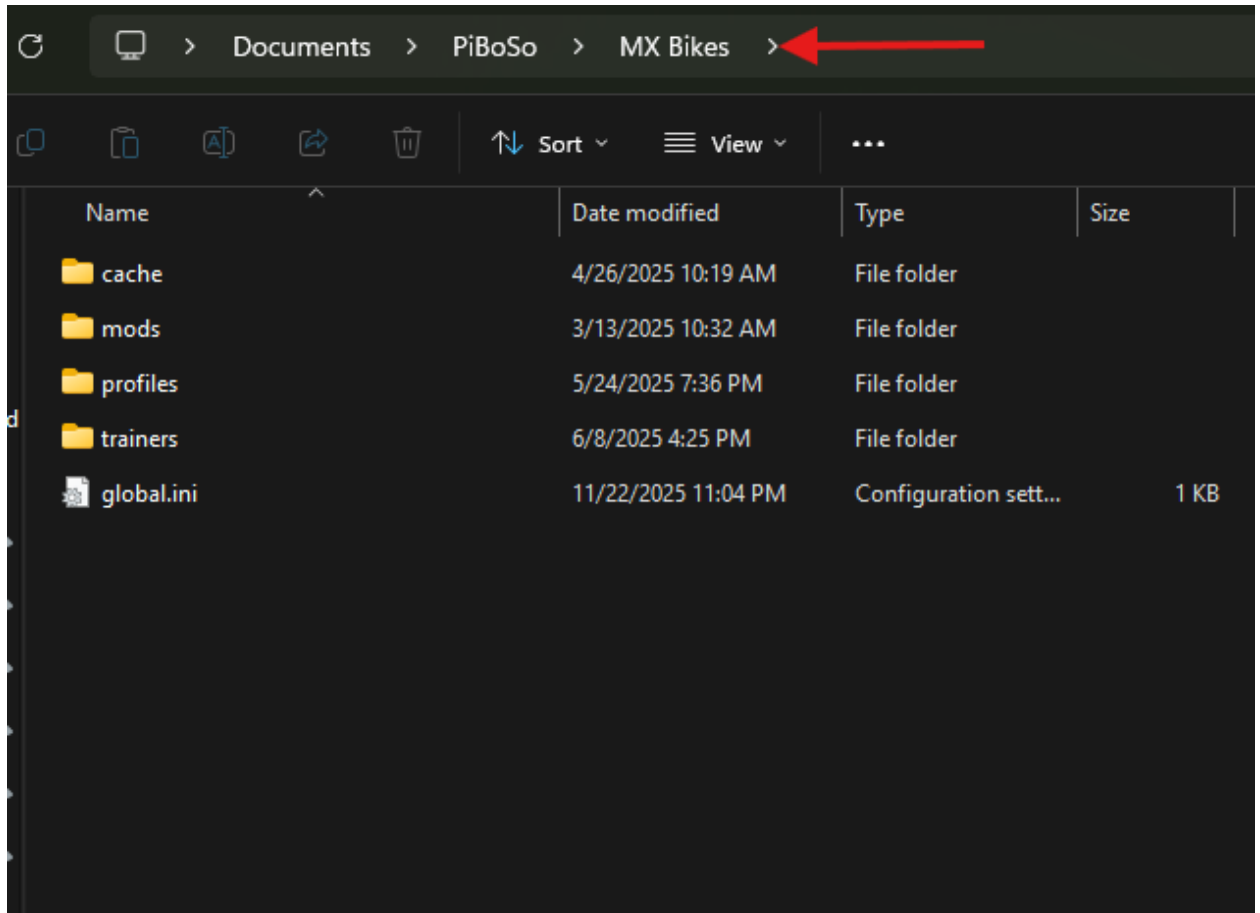 Documents > PiBoSo > MX Bikes >
Sort View
Name Date modified Type Size
cache 4/26/2025 10:19 AM File folder
mods 3/13/2025 10:32 AM File folder
profiles 5/24/2025 7:36 PM File folder
d
trainers 6/8/2025 4:25 PM File folder
global.ini 11/22/2025 11:04 PM Configuration sett... 1 KB